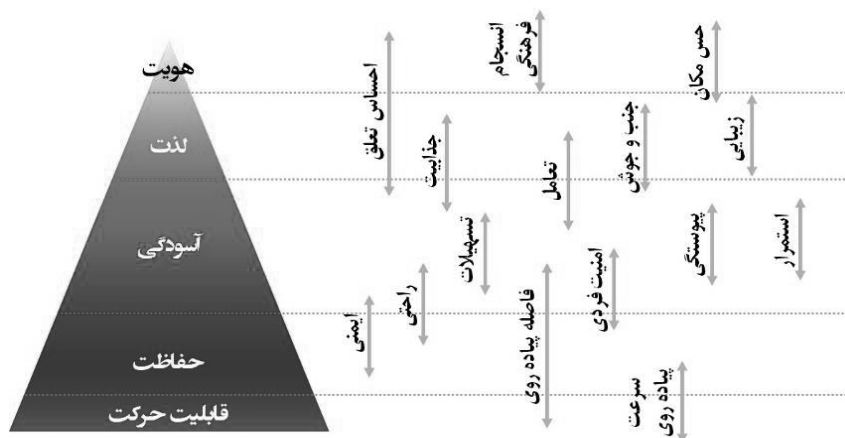 هویت
لذت
آسودگی
حفاظت
قابلیت حرکت
حس مکان
انسجام
فرهنگی
احساس تعلق
زیبایی
جنب و جوش
تعامل
جذابیت
استمرار
پیوستگی
امنیت فردی
فاصله پیاده روی
تسهیلات
راحتی
ایمنی
سرعت
پیاده روی